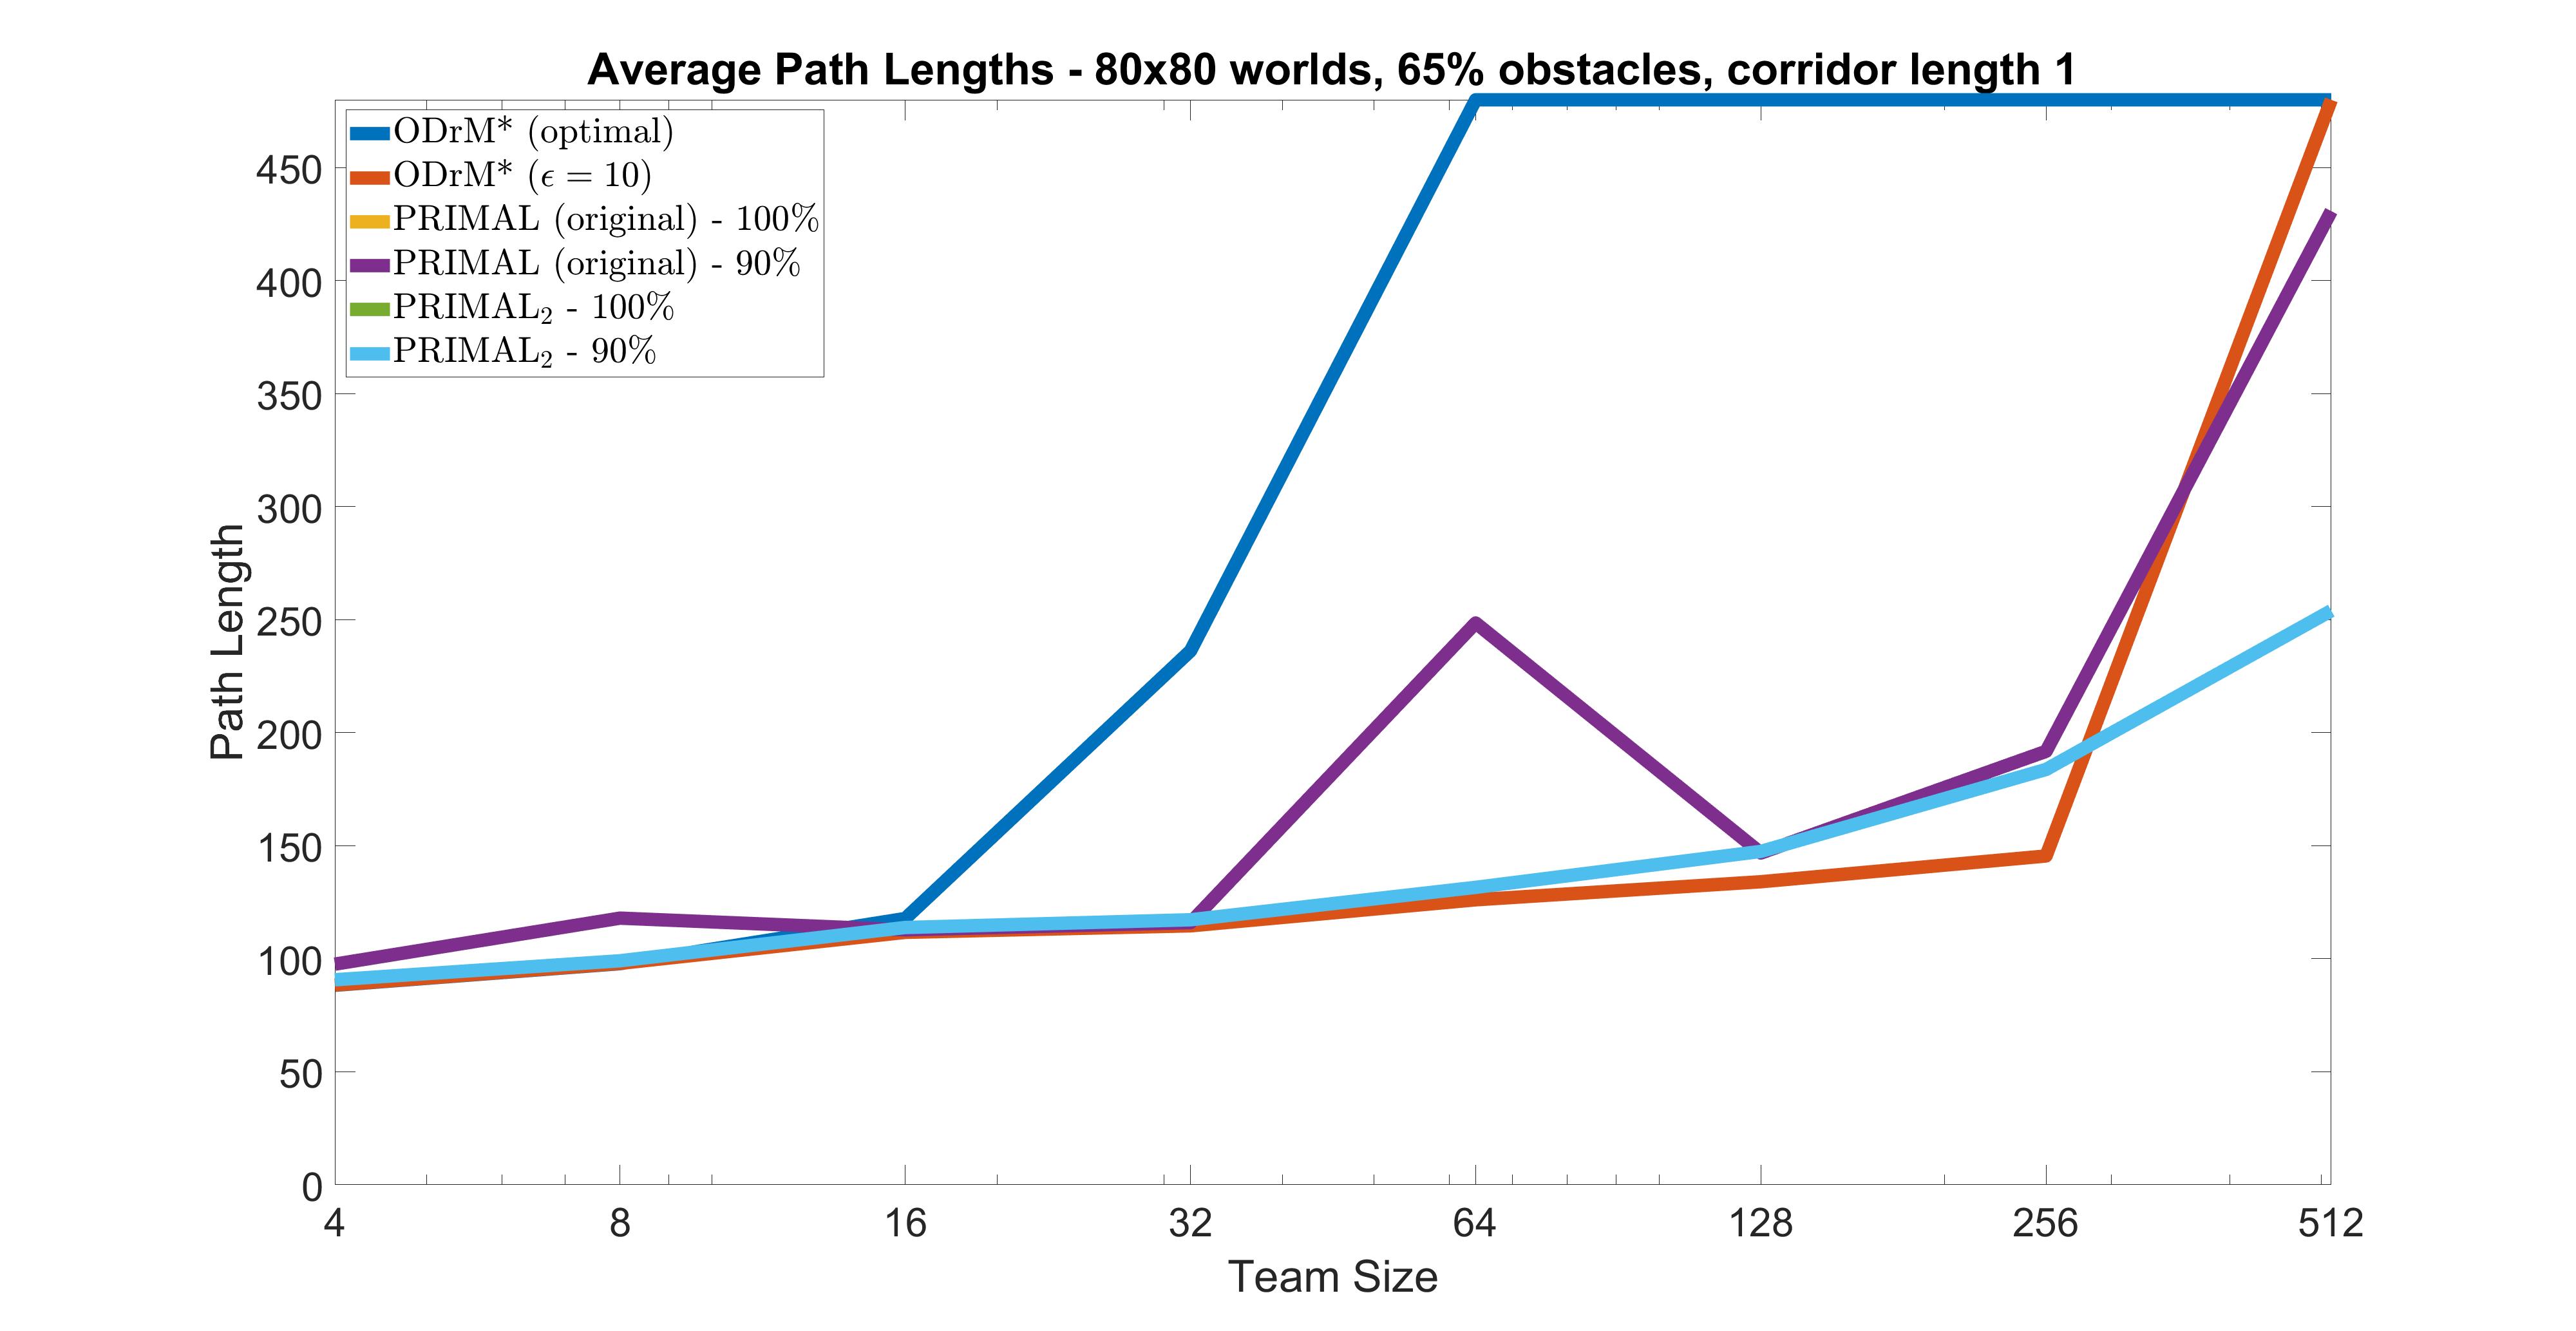 Average Path Lengths - 80x80 worlds, 65% obstacles, corridor length 1
ODrM* (optimal)
ODrM* (ϵ = 10)
PRIMAL (original) - 100%
PRIMAL (original) - 90%
PRIMAL₂ - 100%
PRIMAL₂ - 90%
450
400
350
300
250
200
150
100
50
0
Path Length
4 8 16 32 64 128 256 512
Team Size